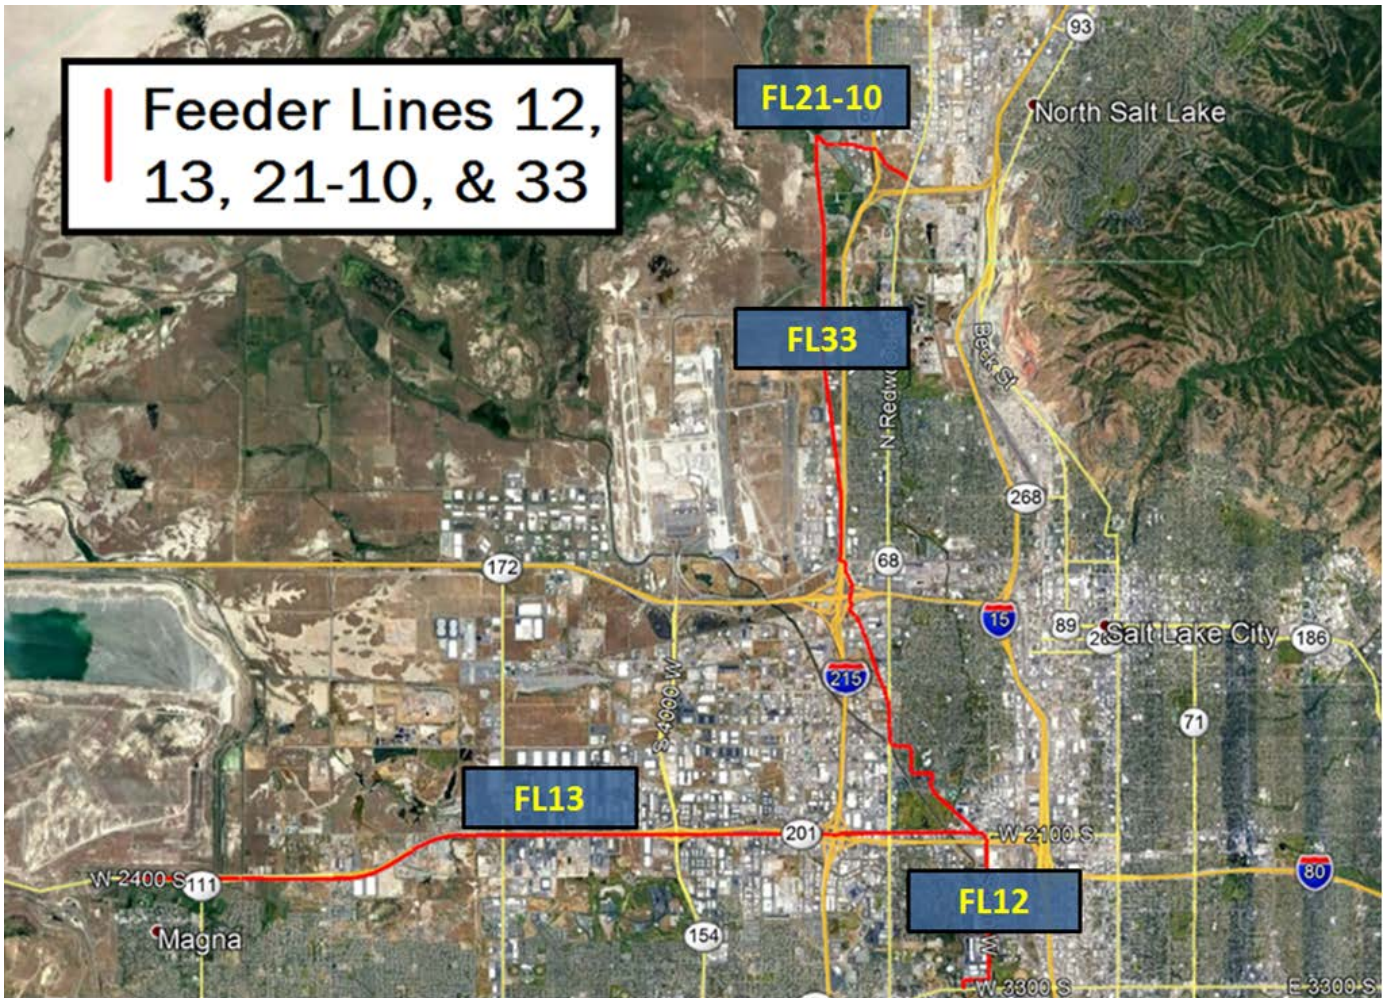 Feeder Lines 12,
13, 21-10, & 33
FL21-10
93
North Salt Lake
FL33
Beck St
N Redwo
268
172
68
15
89
Salt Lake City
186
215
S 4000 W
71
FL13
201
W 2100 S
W 2400 S
111
80
FL12
Magna
154
W
W 3300 S
E 3300 S